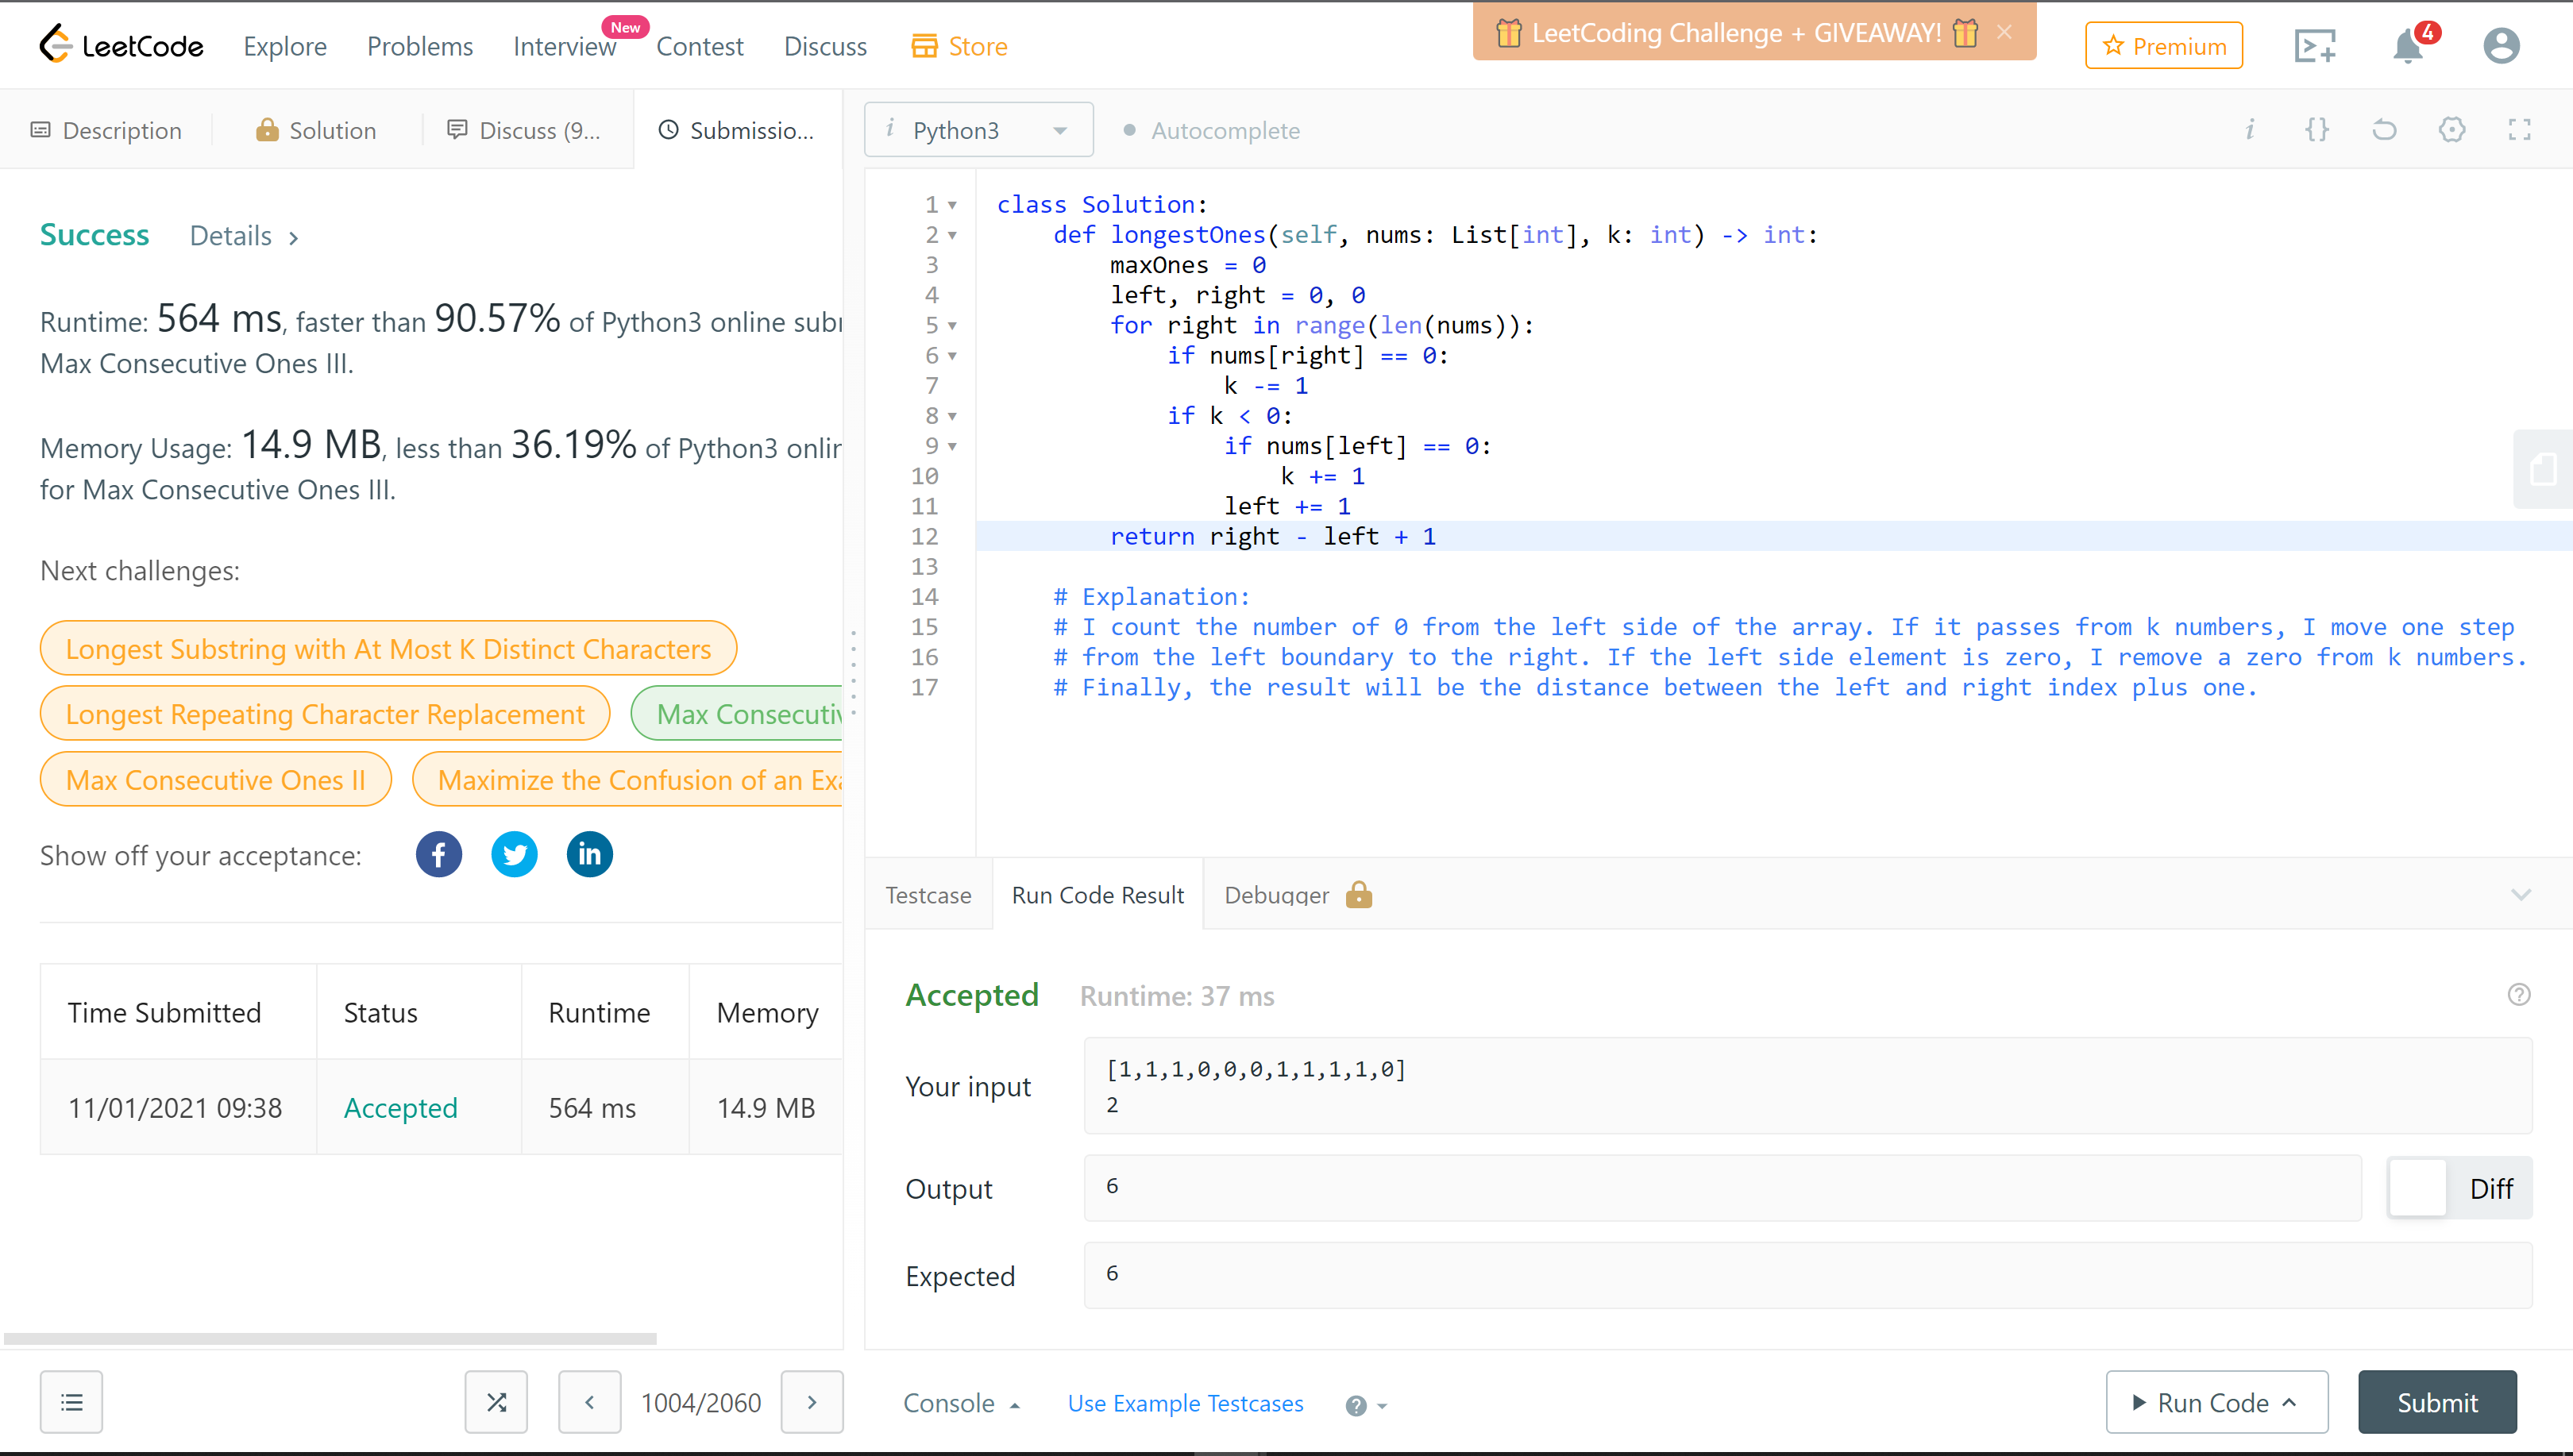 LeetCode Explore Problems Interview New Contest Discuss Store LeetCoding Challenge + GIVEAWAY! × Premium 4
Description Solution Discuss (9... Submissio...
i Python3 Autocomplete i {}
Success Details >
Runtime: 564 ms, faster than 90.57% of Python3 online
Max Consecutive Ones III.
Memory Usage: 14.9 MB, less than 36.19% of Python3
for Max Consecutive Ones III.
Next challenges:
Longest Substring with At Most K Distinct Characters
Longest Repeating Character Replacement Max
Max Consecutive Ones II Maximize the Confusion of an
Show off your acceptance:
Time Submitted Status Runtime Memory
11/01/2021 09:38 Accepted 564 ms 14.9 MB
1004/2060
1 class Solution:
2 def longestOnes(self, nums: List[int], k: int) -> int:
3 maxOnes = 0
4 left, right = 0, 0
5 for right in range(len(nums)):
6 if nums[right] == 0:
7 k -= 1
8 if k < 0:
9 if nums[left] == 0:
10 k += 1
11 left += 1
12 return right - left + 1
13
14 # Explanation:
15 # I count the number of 0 from the left side of the array. If it passes from k numbers, I move one step
16 # from the left boundary to the right. If the left side element is zero, I remove a zero from k numbers.
17 # Finally, the result will be the distance between the left and right index plus one.
Testcase Run Code Result Debugger
Accepted Runtime: 37 ms
Your input
[1,1,1,0,0,0,1,1,1,1,0]
2
Output 6 Diff
Expected 6
Console Use Example Testcases Run Code Submit